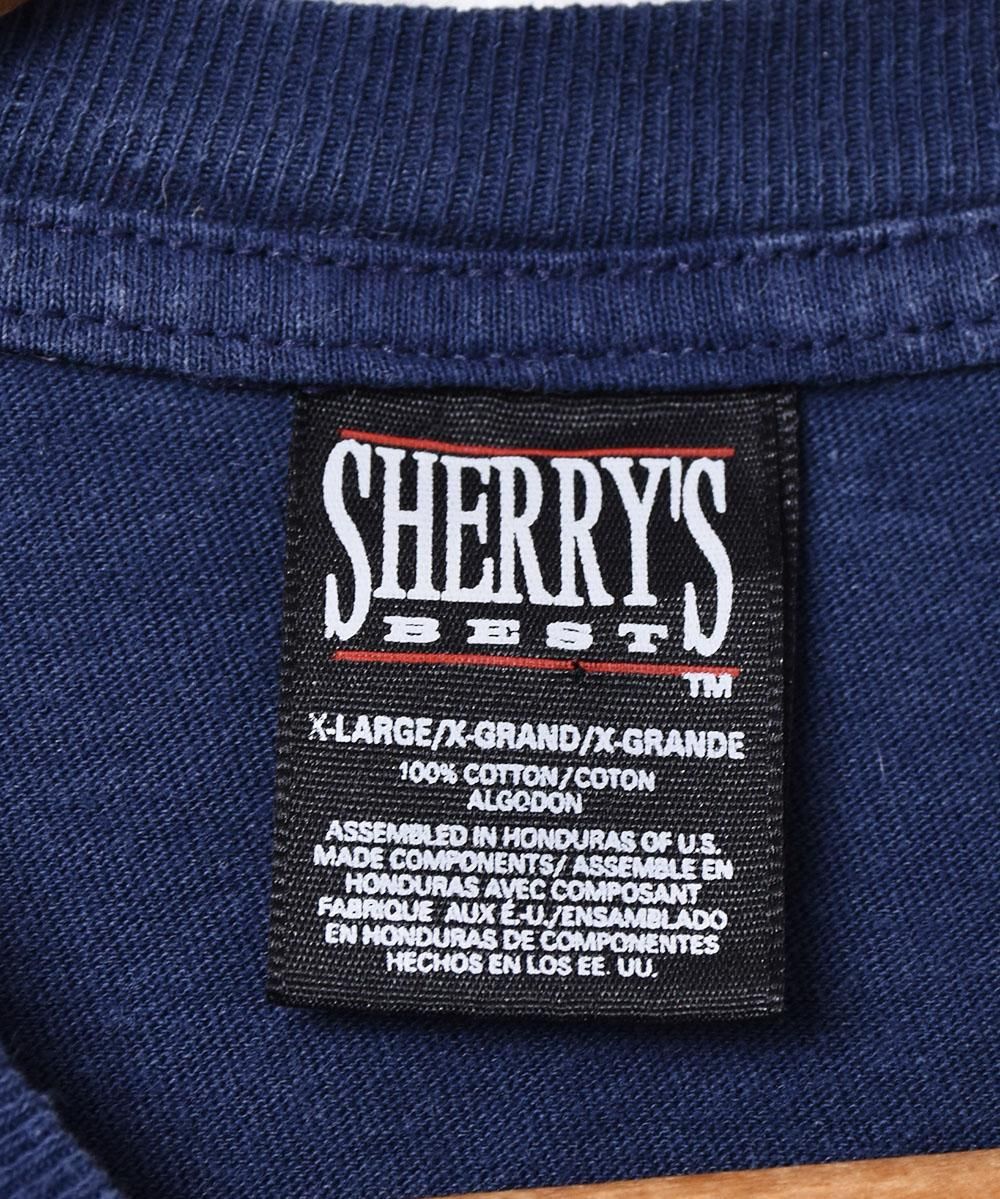 SHERRY'S
BEST
TM
X-LARGE/X-GRAND/X-GRANDE
100% COTTON/COTON
ALGODON
ASSEMBLED IN HONDURAS OF U.S.
MADE COMPONENTS/ASSEMBLE EN
HONDURAS AVEC COMPOSANT
FABRIQUE AUX É-U./ENSAMBLADO
EN HONDURAS DE COMPONENTES
HECHOS EN LOS EE. UU.